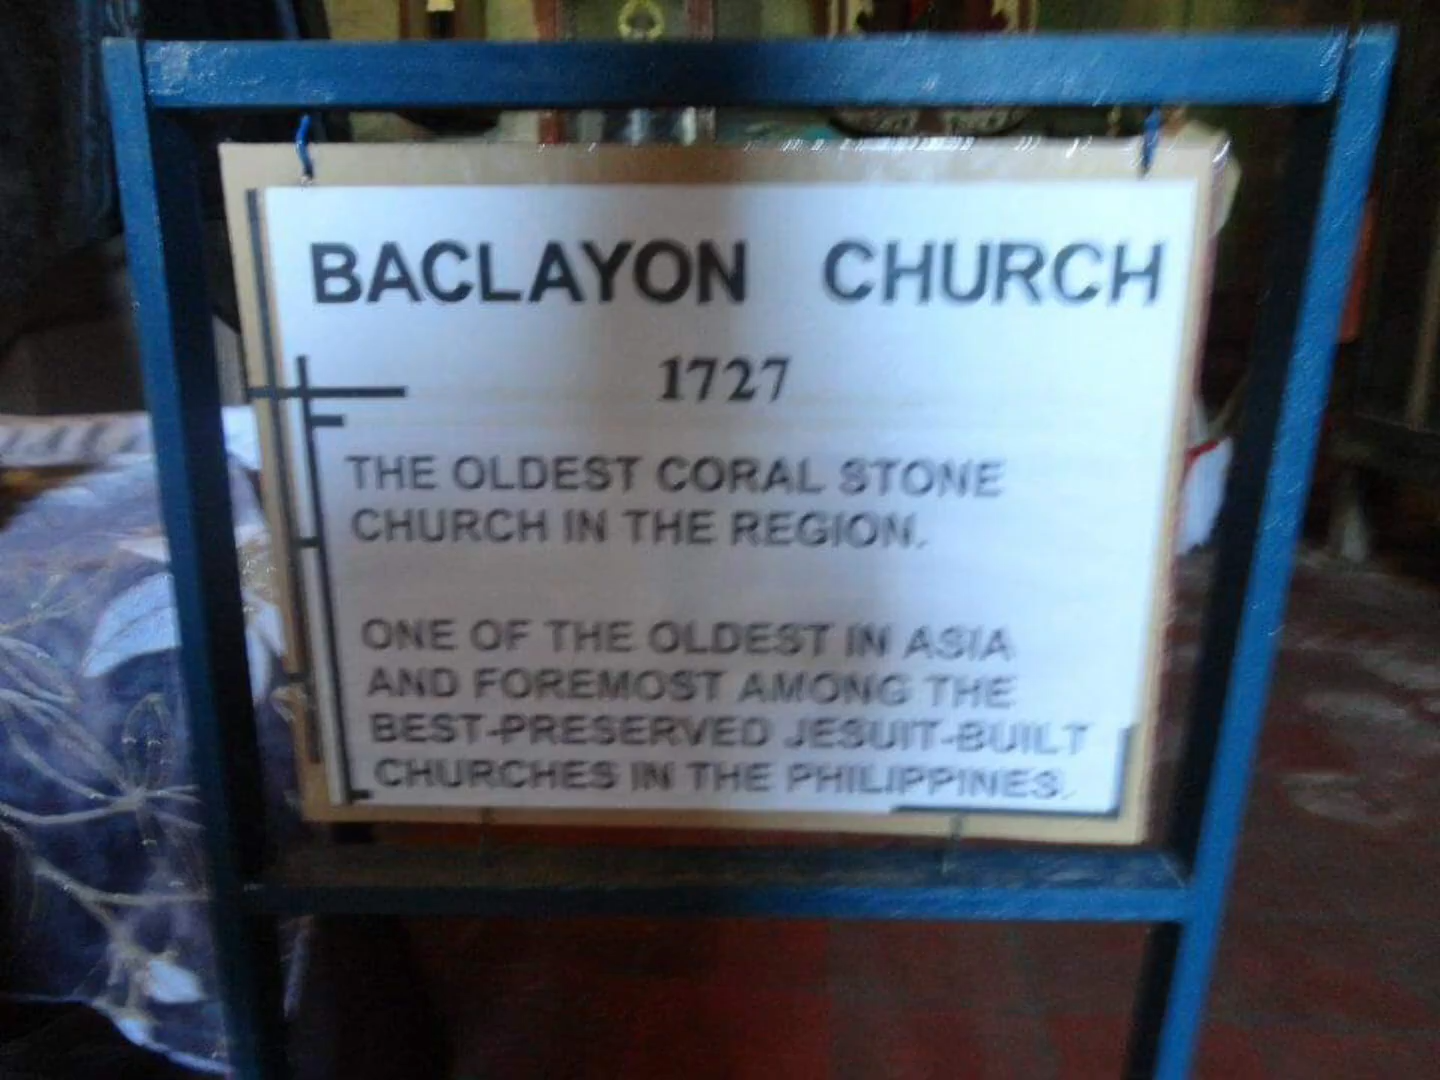 BACLAYON CHURCH
1727
THE OLDEST CORAL STONE
CHURCH IN THE REGION.
ONE OF THE OLDEST IN ASIA
AND FOREMOST AMONG THE
BEST-PRESERVED JESUIT-BUILT
CHURCHES IN THE PHILIPPINES.